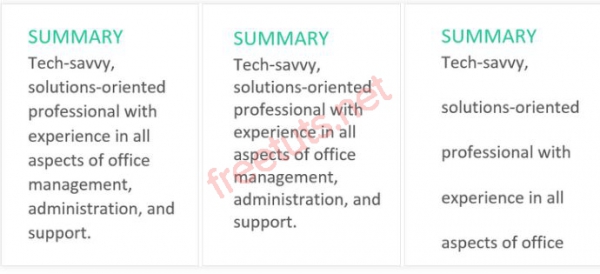 SUMMARY
Tech-savvy,
solutions-oriented
professional with
experience in all
aspects of office
management,
administration, and
support.
SUMMARY
Tech-savvy,
solutions-oriented
professional with
experience in all
aspects of office
management,
administration, and
support.
SUMMARY
Tech-savvy,
solutions-oriented
professional with
experience in all
aspects of office
freetuts.net